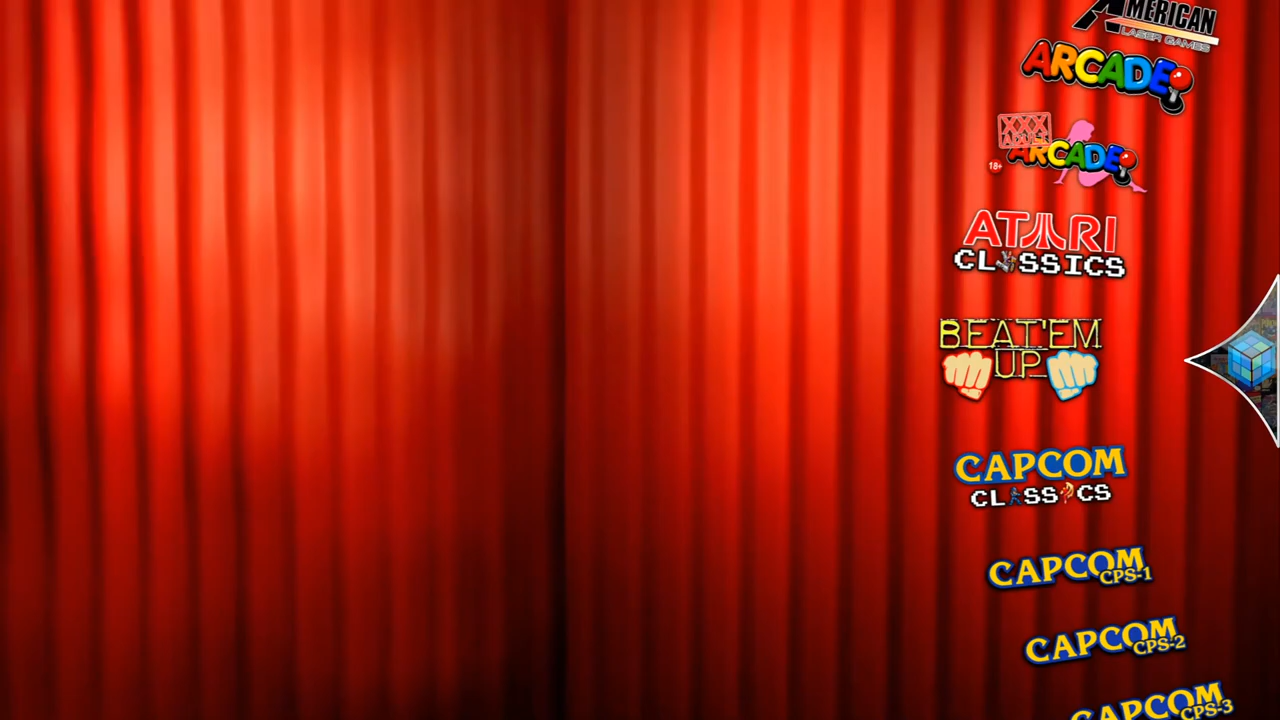 AMERICAN
LASER GAMES
ARCADE
XXX
ADULT
18+
ARCADE
ATARI
CLASSICS
BEAT'EM
UP
CAPCOM
CLASSICS
CAPCOM
CPS-1
CAPCOM
CPS-2
CAPCOM
CPS-3